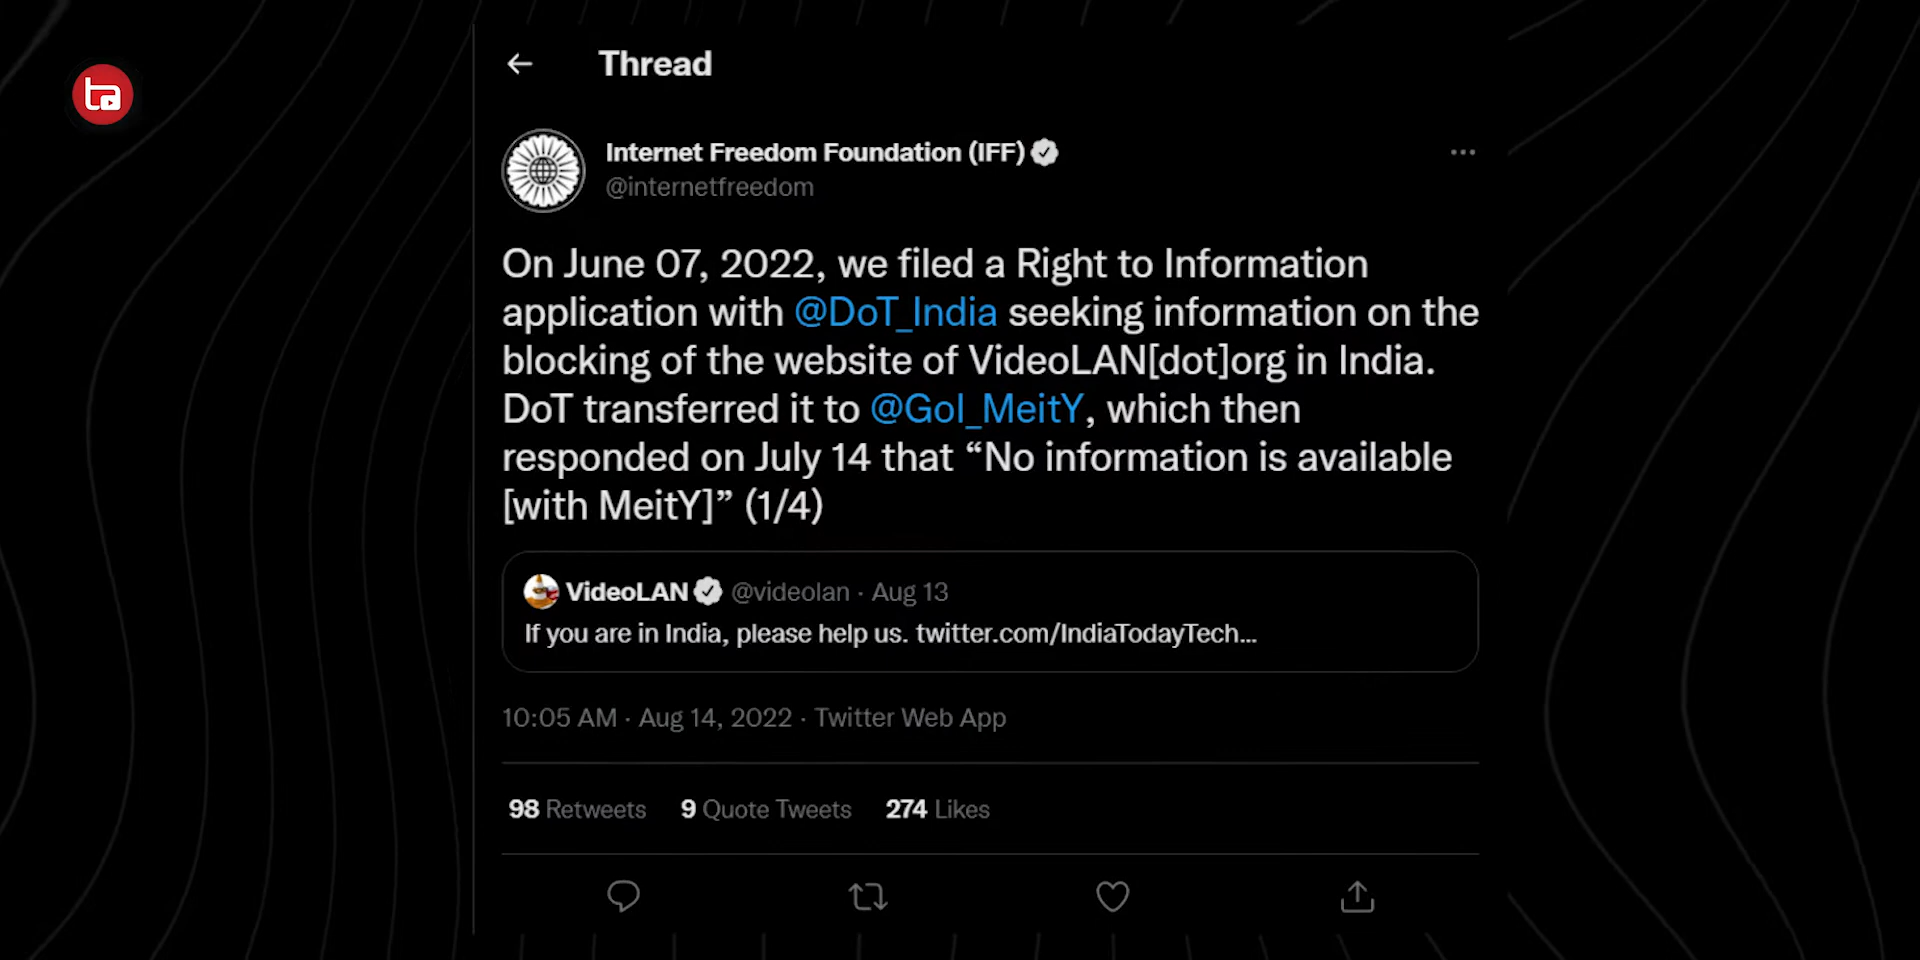 ta
Thread
Internet Freedom Foundation (IFF)
@internetfreedom
On June 07, 2022, we filed a Right to Information
application with @DoT_India seeking information on the
blocking of the website of VideoLAN[dot]org in India.
DoT transferred it to @GoI_MeitY, which then
responded on July 14 that “No information is available
[with MeitY]” (1/4)
VideoLAN @videolan · Aug 13
If you are in India, please help us. twitter.com/IndiaTodayTech...
10:05 AM · Aug 14, 2022 · Twitter Web App
98 Retweets 9 Quote Tweets 274 Likes